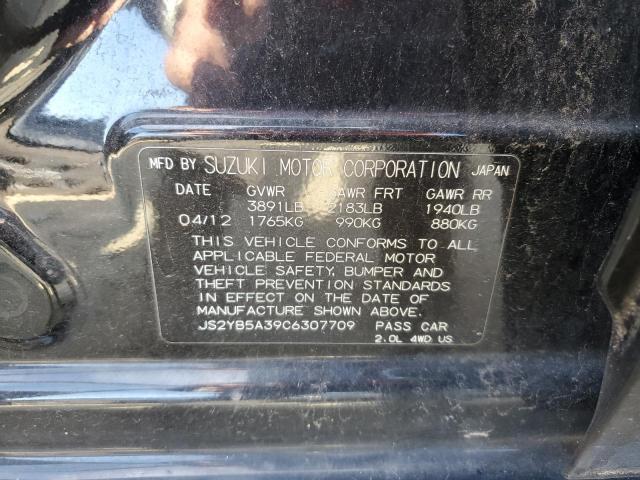 MFD BY SUZUKI MOTOR CORPORATION JAPAN
DATE GVWR GAWR FRT GAWR RR
3891LB 2183LB 1940LB
04/12 1765KG 990KG 880KG
THIS VEHICLE CONFORMS TO ALL
APPLICABLE FEDERAL MOTOR
VEHICLE SAFETY, BUMPER AND
THEFT PREVENTION STANDARDS
IN EFFECT ON THE DATE OF
MANUFACTURE SHOWN ABOVE.
JS2YB5A39C6307709 PASS CAR
2.0L 4WD US